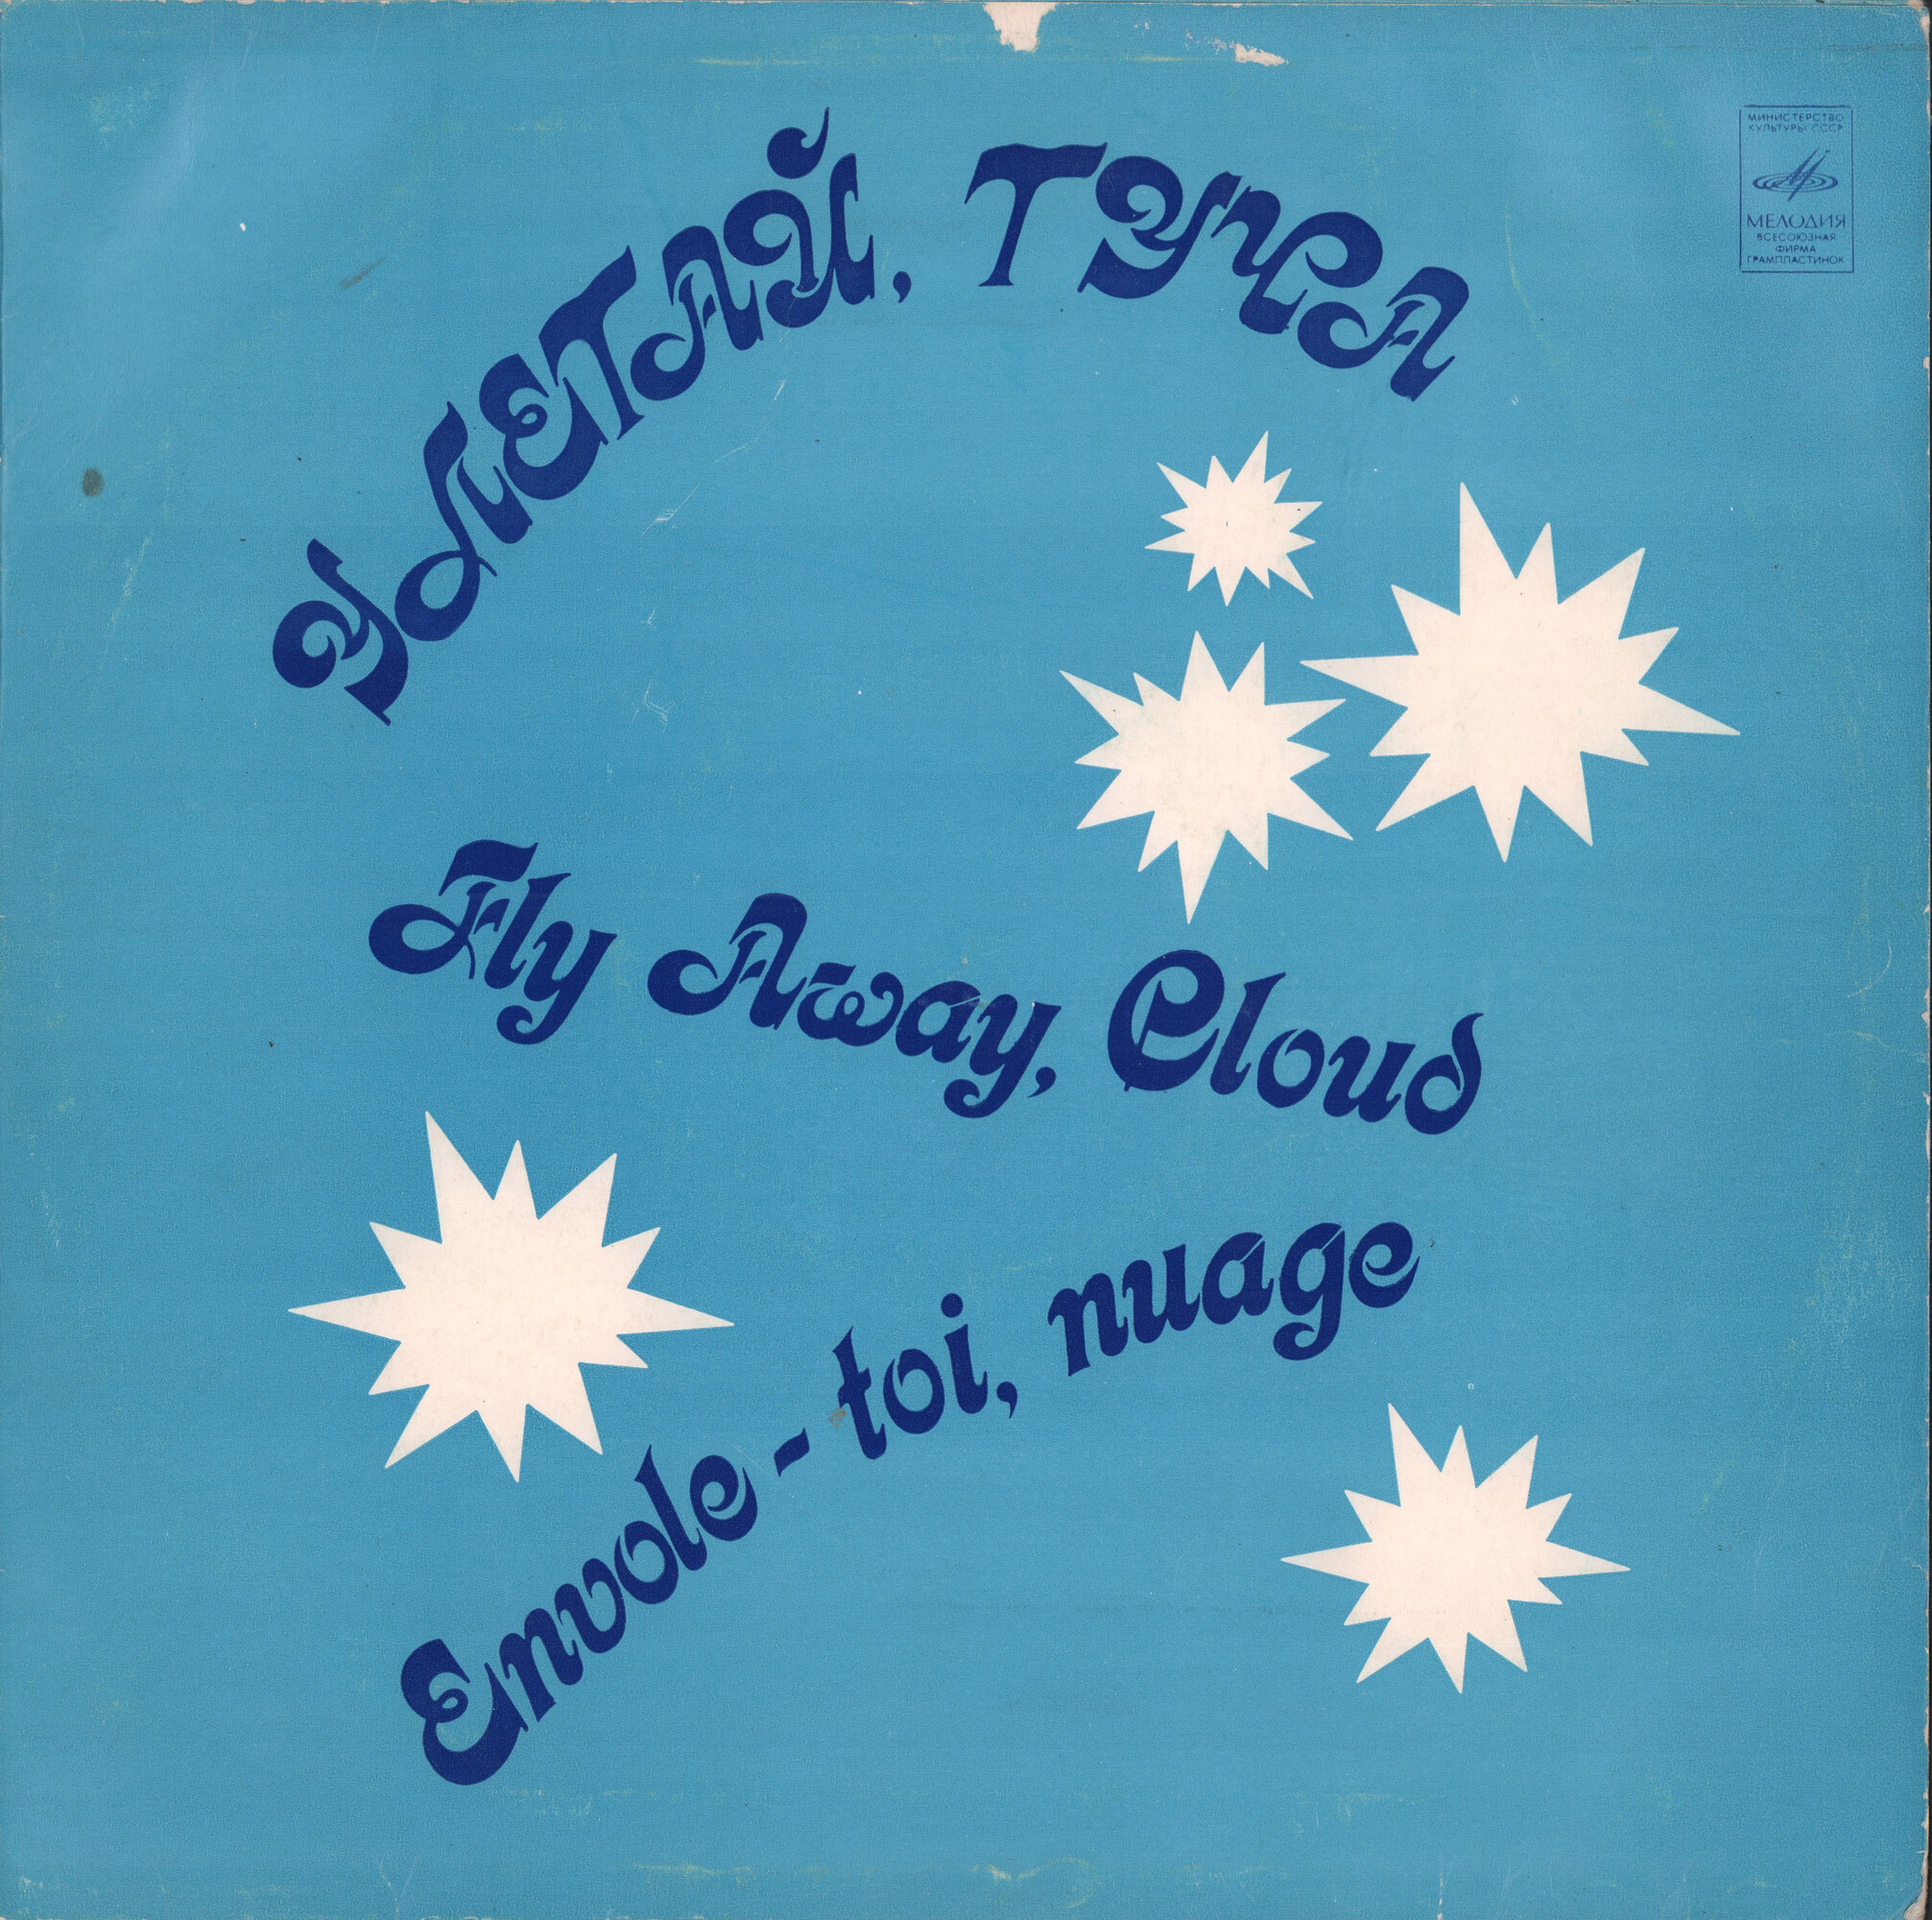 УЛЕТАЙ, ТУЧА
МИНИСТЕРСТВО
КУЛЬТУРЫ СССР
МЕЛОДИЯ
ВСЕСОЮЗНАЯ
ФИРМА
ГРАМПЛАСТИНОК
Fly Away, Cloud
Envole-toi, nuage